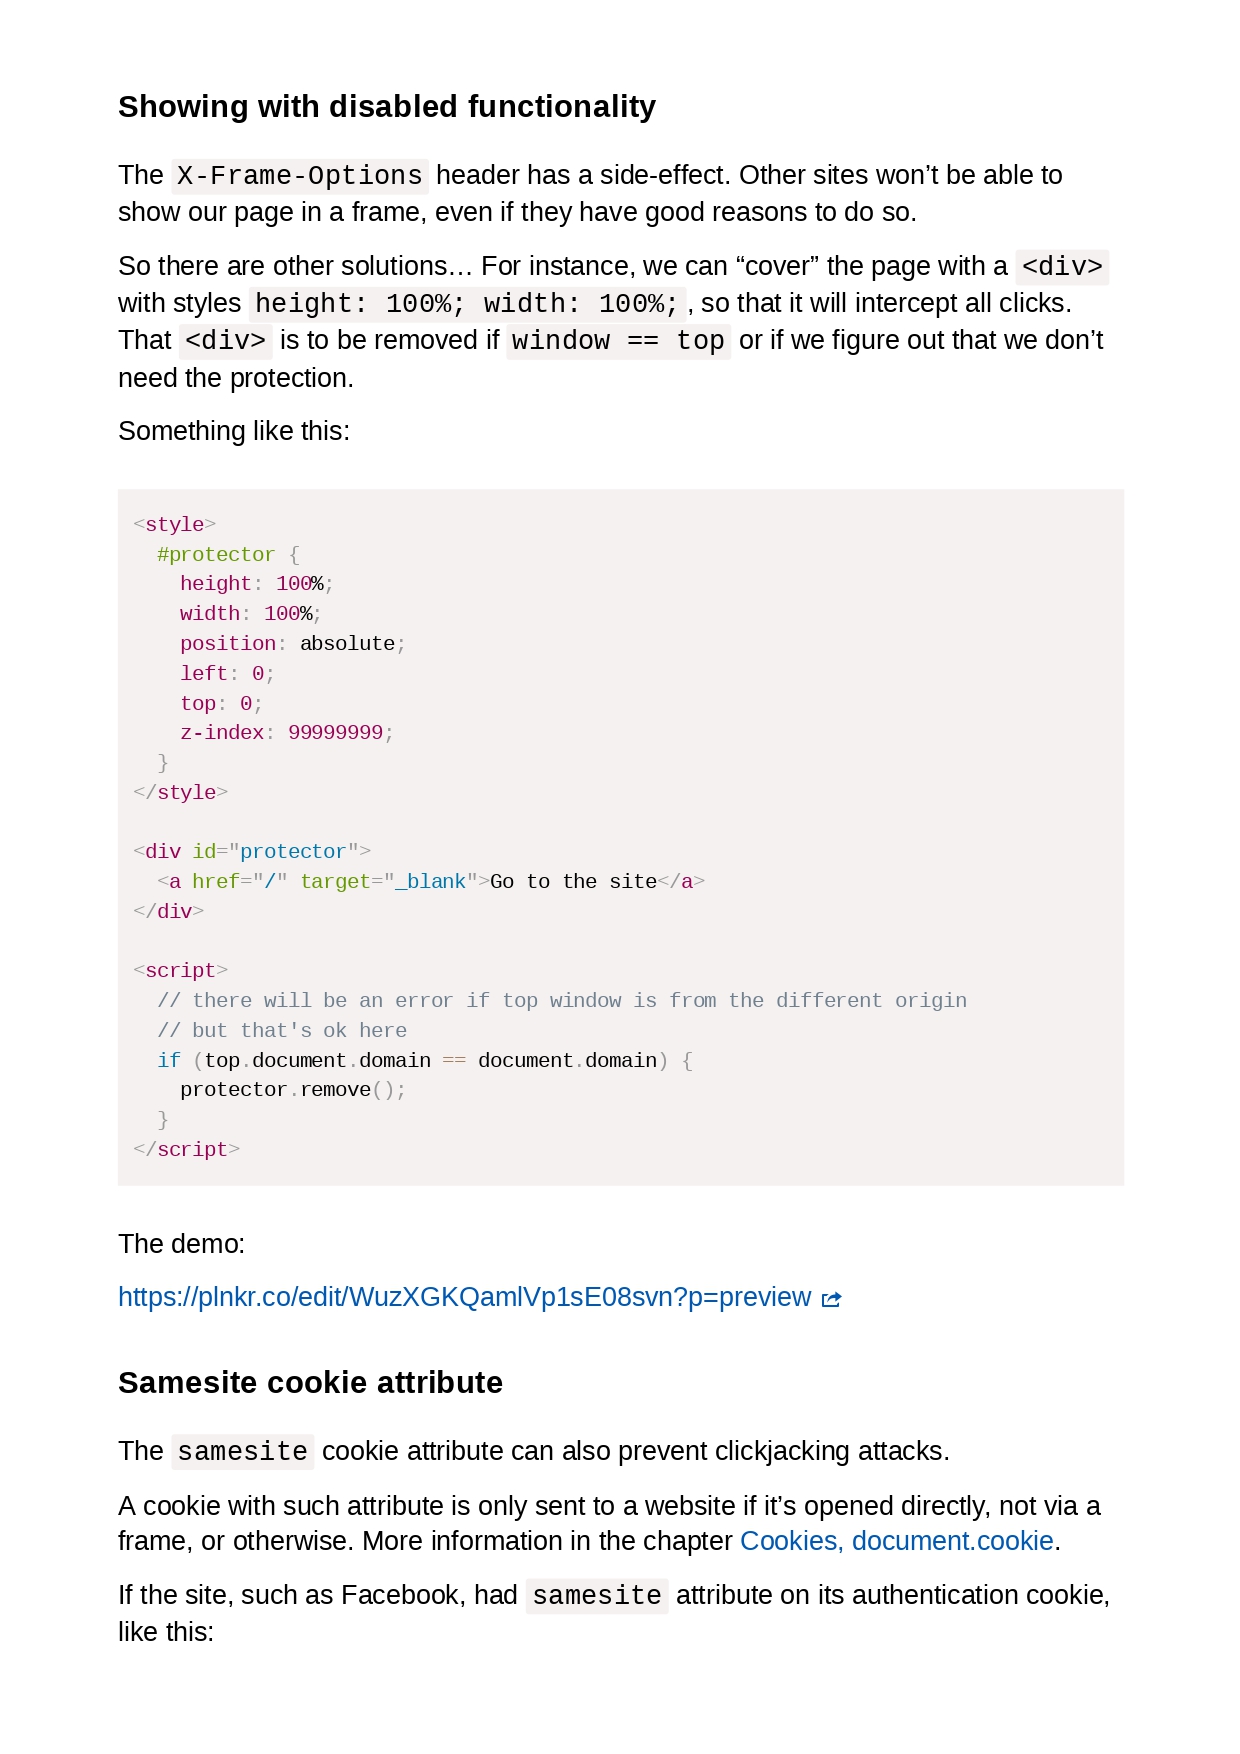 Showing with disabled functionality
The X-Frame-Options header has a side-effect. Other sites won’t be able to
show our page in a frame, even if they have good reasons to do so.
So there are other solutions… For instance, we can “cover” the page with a <div>
with styles height: 100%; width: 100%;, so that it will intercept all clicks.
That <div> is to be removed if window == top or if we figure out that we don’t
need the protection.
Something like this:
<style>
  #protector {
    height: 100%;
    width: 100%;
    position: absolute;
    left: 0;
    top: 0;
    z-index: 99999999;
  }
</style>
<div id="protector">
  <a href="/" target="_blank">Go to the site</a>
</div>
<script>
  // there will be an error if top window is from the different origin
  // but that's ok here
  if (top.document.domain == document.domain) {
    protector.remove();
  }
</script>
The demo:
https://plnkr.co/edit/WuzXGKQamlVp1sE08svn?p=preview
Samesite cookie attribute
The samesite cookie attribute can also prevent clickjacking attacks.
A cookie with such attribute is only sent to a website if it’s opened directly, not via a
frame, or otherwise. More information in the chapter Cookies, document.cookie.
If the site, such as Facebook, had samesite attribute on its authentication cookie,
like this: